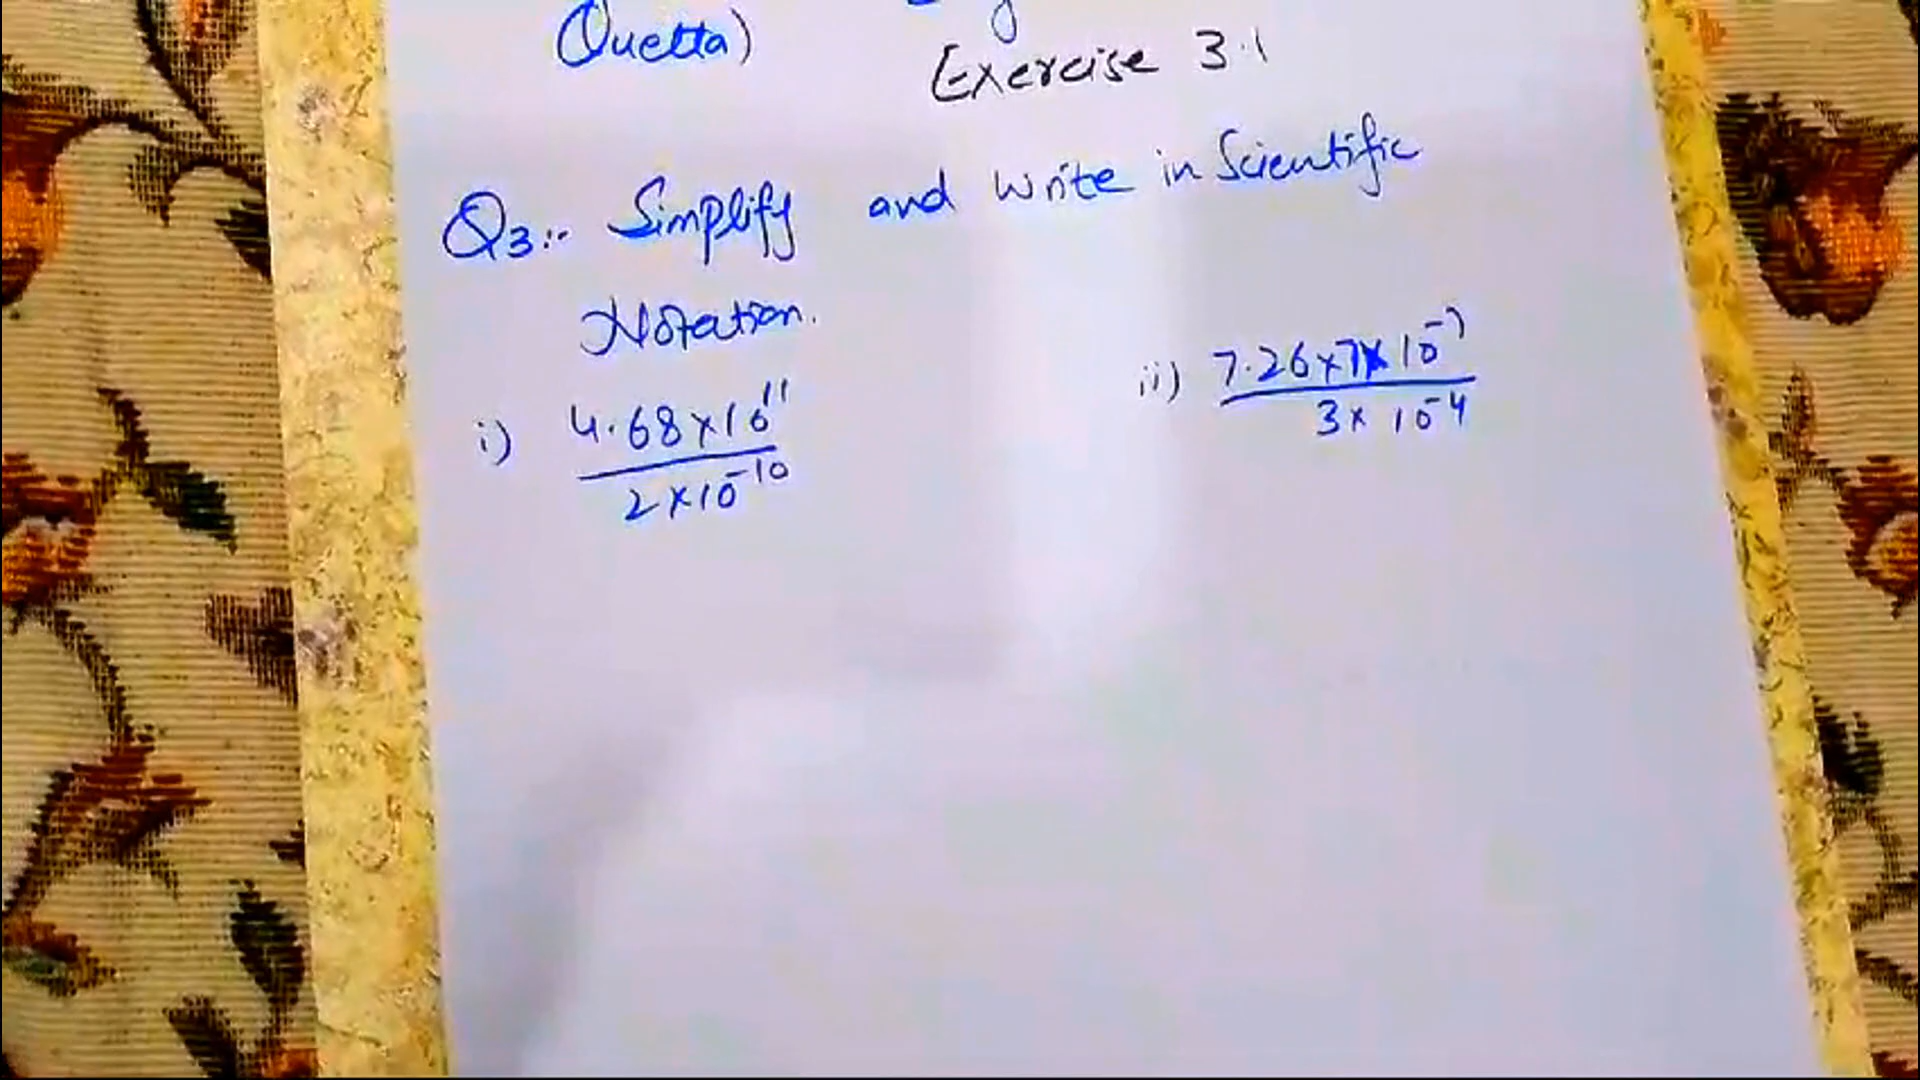 Quetta)
Exercise 3.1
Q3:- Simplify and Write in Scientific
Notation.
i) 4.68×10¹¹
2×10⁻¹⁰
ii) 7.26×7×10⁻⁷
3×10⁻⁴